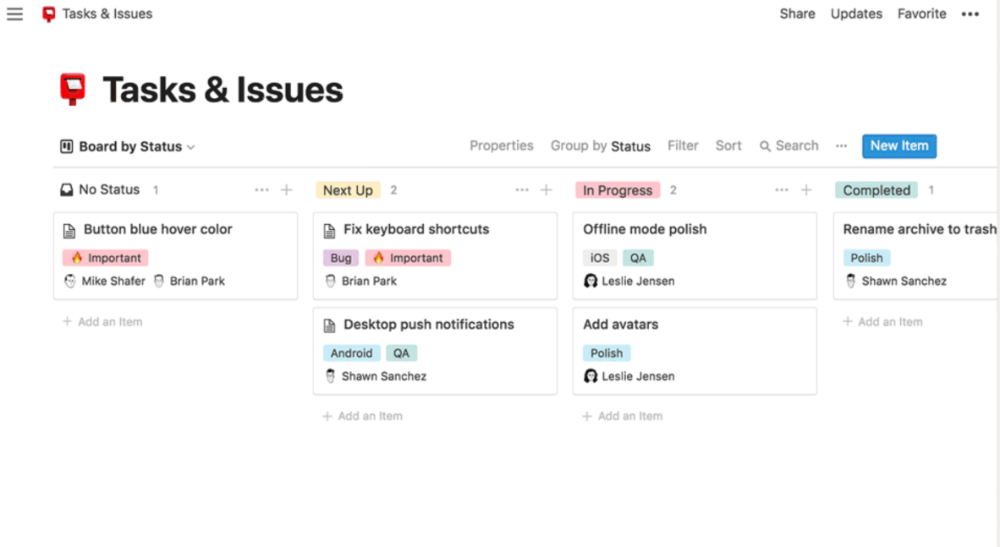 Tasks & Issues
Share Updates Favorite
Tasks & Issues
Board by Status
Properties Group by Status Filter Sort Search New Item
No Status 1
Button blue hover color
Important
Mike Shafer Brian Park
Add an Item
Next Up 2
Fix keyboard shortcuts
Bug Important
Brian Park
Desktop push notifications
Android QA
Shawn Sanchez
Add an Item
In Progress 2
Offline mode polish
iOS QA
Leslie Jensen
Add avatars
Polish
Leslie Jensen
Add an Item
Completed 1
Rename archive to trash
Polish
Shawn Sanchez
Add an Item